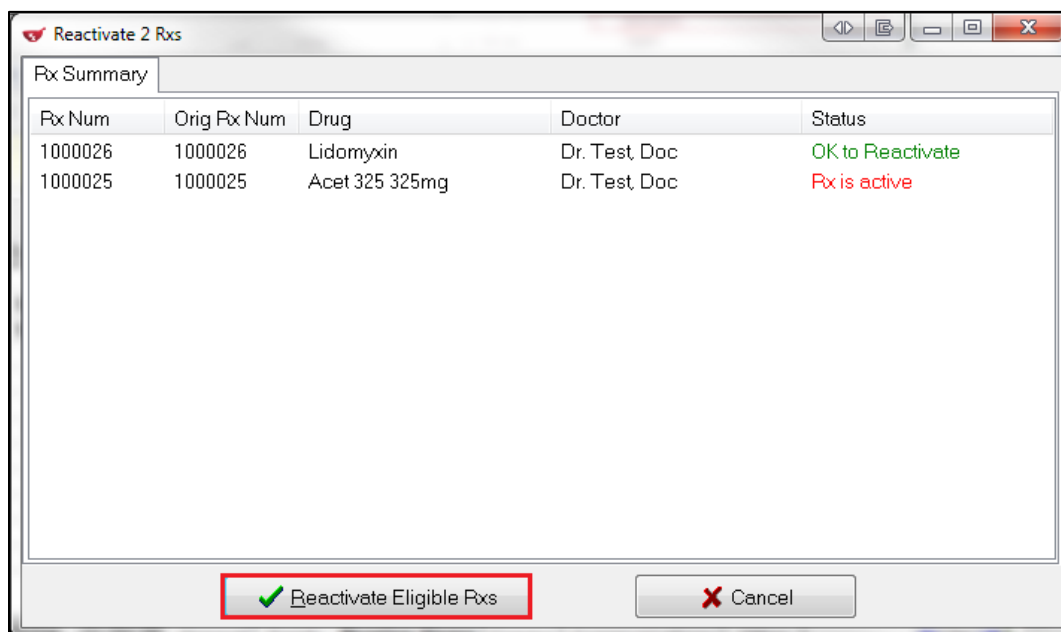 Reactivate 2 Rxs
Rx Summary
Rx Num Orig Rx Num Drug Doctor Status
1000026 1000026 Lidomyxin Dr. Test, Doc OK to Reactivate
1000025 1000025 Acet 325 325mg Dr. Test, Doc Rx is active
Reactivate Eligible Rxs Cancel